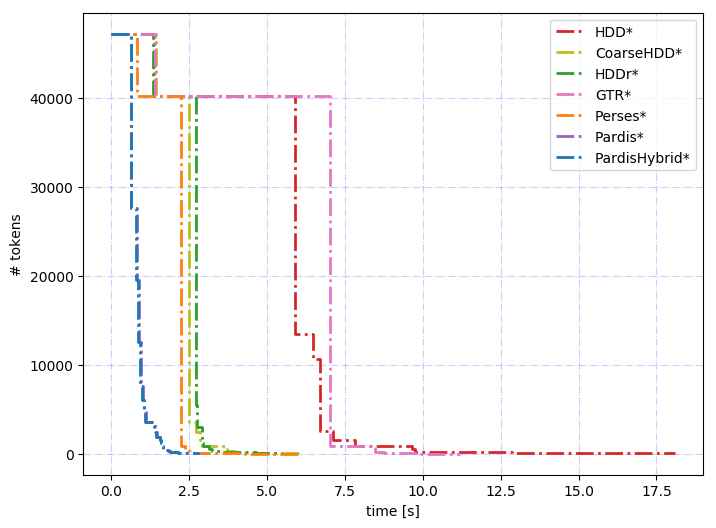 HDD*
CoarseHDD*
HDDr*
GTR*
Perses*
Pardis*
PardisHybrid*
# tokens
40000
30000
20000
10000
0
0.0 2.5 5.0 7.5 10.0 12.5 15.0 17.5
time [s]